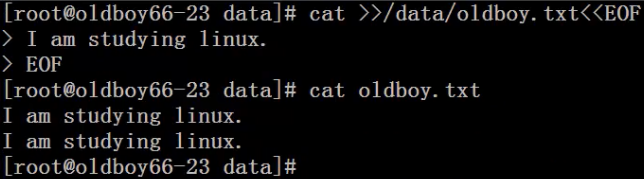 [root@oldboy66-23 data]# cat >>/data/oldboy.txt<<EOF
> I am studying linux.
> EOF
[root@oldboy66-23 data]# cat oldboy.txt
I am studying linux.
I am studying linux.
[root@oldboy66-23 data]#